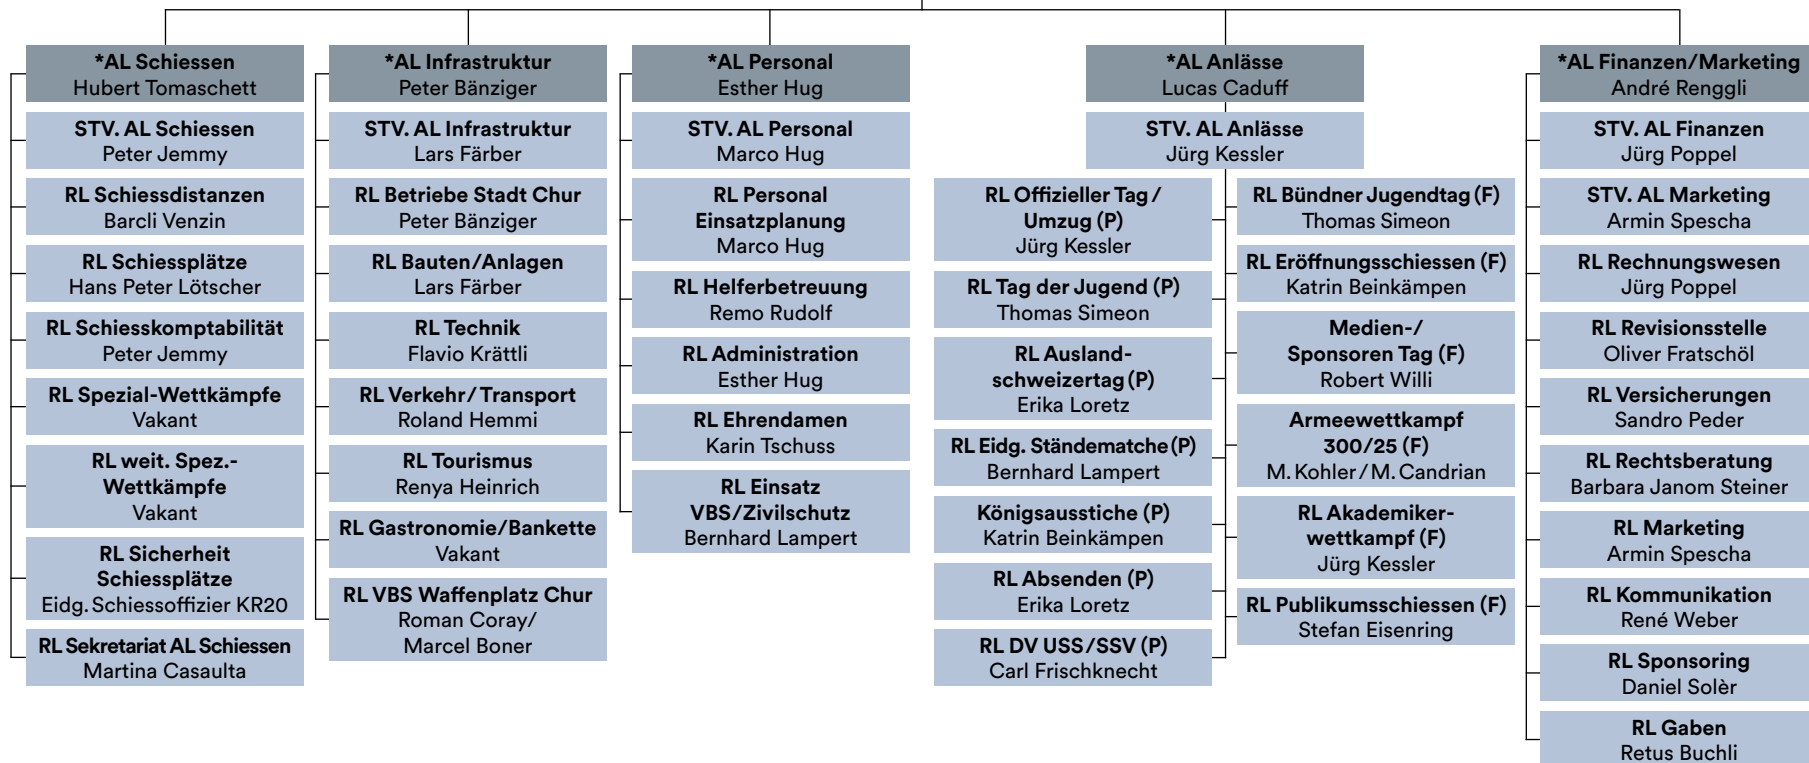 *AL Schiessen
Hubert Tomaschett
STV. AL Schiessen
Peter Jemmy
RL Schiessdistanzen
Barcli Venzin
RL Schiessplätze
Hans Peter Lötscher
RL Schiesskomptabilität
Peter Jemmy
RL Spezial-Wettkämpfe
Vakant
RL weit. Spez.-
Wettkämpfe
Vakant
RL Sicherheit
Schiessplätze
Eidg. Schiessoffizier KR20
RL Sekretariat AL Schiessen
Martina Casaulta
*AL Infrastruktur
Peter Bänziger
STV. AL Infrastruktur
Lars Färber
RL Betriebe Stadt Chur
Peter Bänziger
RL Bauten/Anlagen
Lars Färber
RL Technik
Flavio Krättli
RL Verkehr/Transport
Roland Hemmi
RL Tourismus
Renya Heinrich
RL Gastronomie/Bankette
Vakant
RL VBS Waffenplatz Chur
Roman Coray/
Marcel Boner
*AL Personal
Esther Hug
STV. AL Personal
Marco Hug
RL Personal
Einsatzplanung
Marco Hug
RL Helferbetreuung
Remo Rudolf
RL Administration
Esther Hug
RL Ehrendamen
Karin Tschuss
RL Einsatz
VBS/Zivilschutz
Bernhard Lampert
*AL Anlässe
Lucas Caduff
STV. AL Anlässe
Jürg Kessler
RL Offizieller Tag/
Umzug (P)
Jürg Kessler
RL Tag der Jugend (P)
Thomas Simeon
RL Ausland-
schweizertag (P)
Erika Loretz
RL Eidg. Ständematche (P)
Bernhard Lampert
Königsausstiche (P)
Katrin Beinkämpen
RL Absenden (P)
Erika Loretz
RL DV USS/SSV (P)
Carl Frischknecht
RL Bündner Jugendtag (F)
Thomas Simeon
RL Eröffnungsschiessen (F)
Katrin Beinkämpen
Medien-/
Sponsoren Tag (F)
Robert Willi
Armeewettkampf
300/25 (F)
M. Kohler/M. Candrian
RL Akademiker-
wettkampf (F)
Jürg Kessler
RL Publikumsschiessen (F)
Stefan Eisenring
*AL Finanzen/Marketing
André Renggli
STV. AL Finanzen
Jürg Poppel
STV. AL Marketing
Armin Spescha
RL Rechnungswesen
Jürg Poppel
RL Revisionsstelle
Oliver Fratschöl
RL Versicherungen
Sandro Peder
RL Rechtsberatung
Barbara Janom Steiner
RL Marketing
Armin Spescha
RL Kommunikation
René Weber
RL Sponsoring
Daniel Solèr
RL Gaben
Retus Buchli